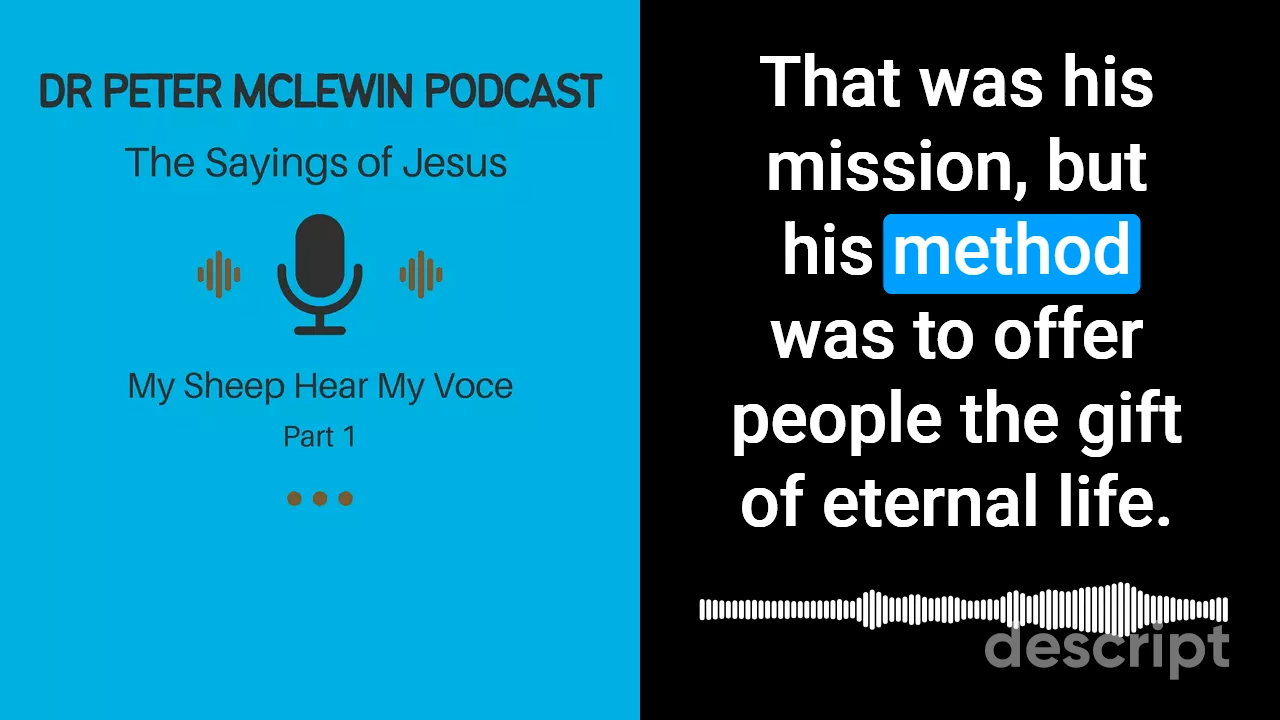 DR PETER MCLEWIN PODCAST
The Sayings of Jesus
My Sheep Hear My Voce
Part 1
That was his
mission, but
his method
was to offer
people the gift
of eternal life.
descript